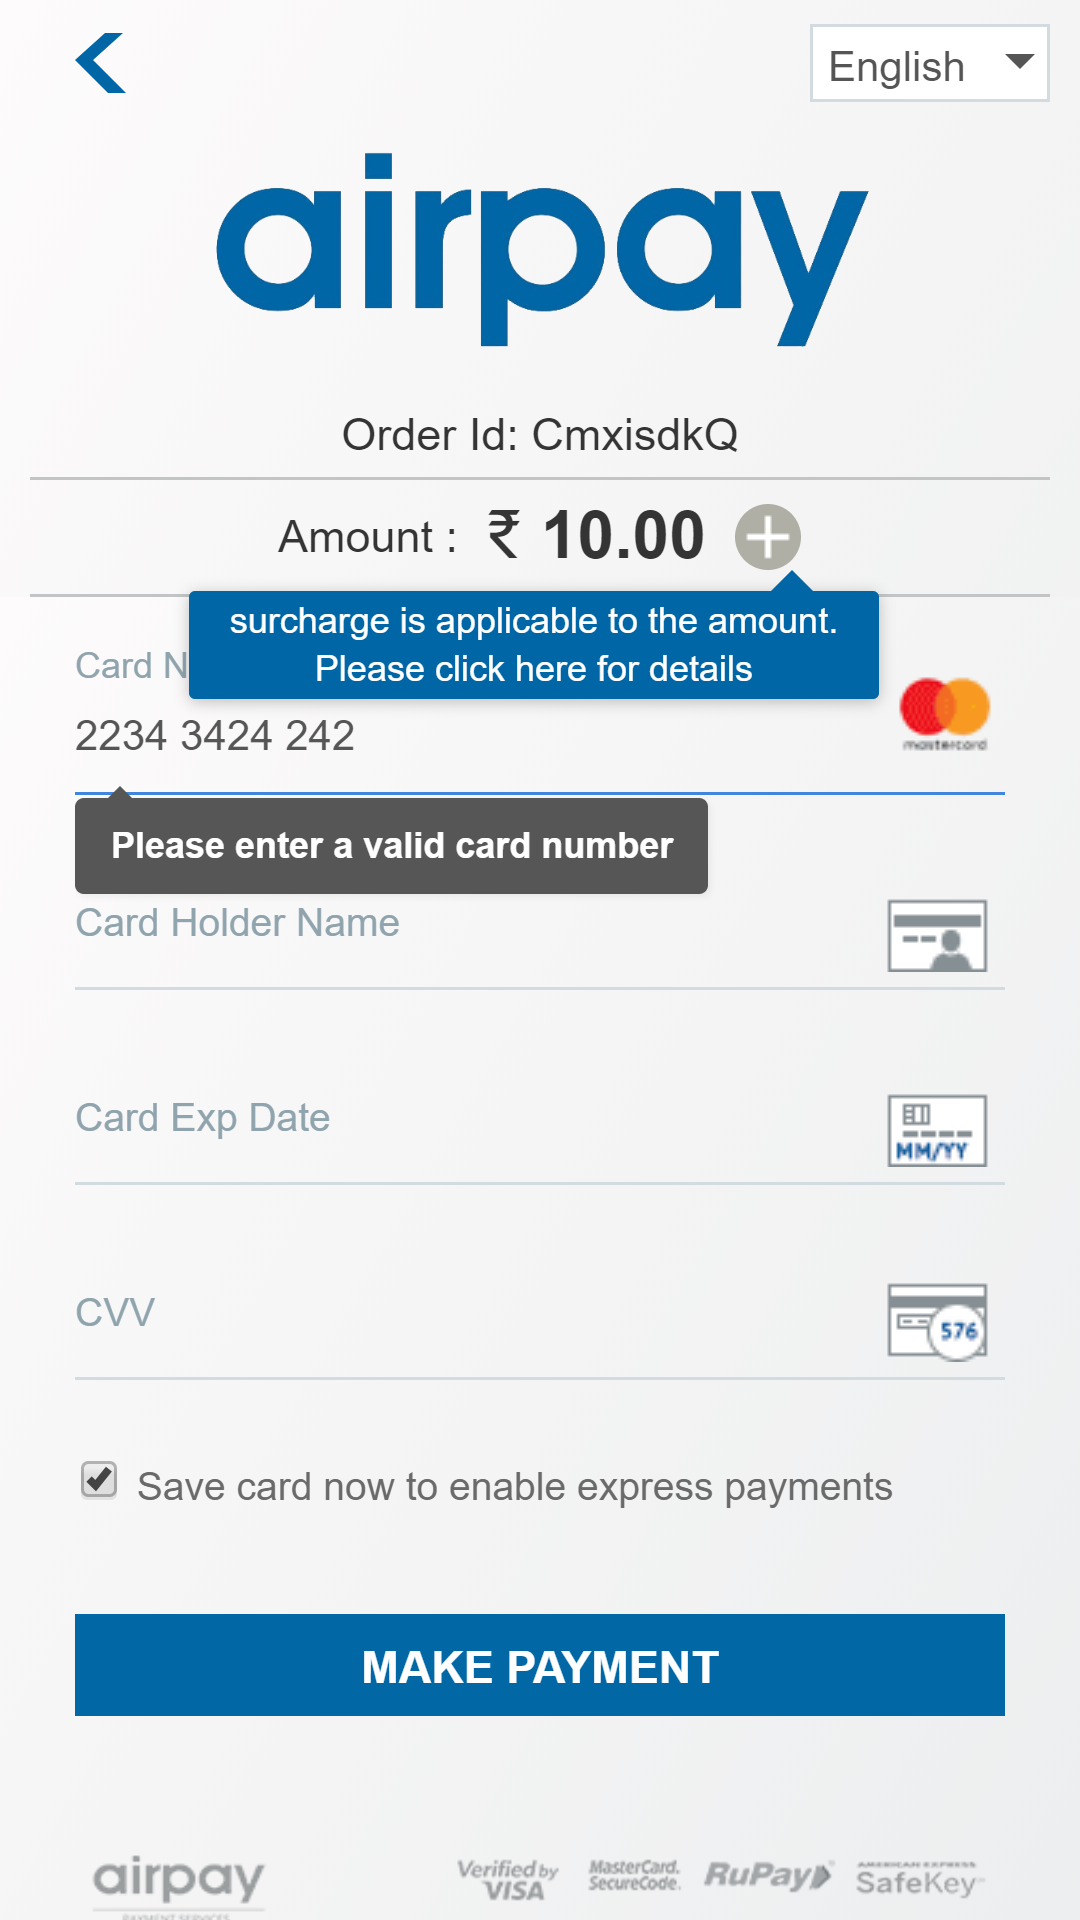 English
airpay
Order Id: CmxisdkQ
Amount : ₹ 10.00
surcharge is applicable to the amount.
Please click here for details
Card N
mastercard
2234 3424 242
Please enter a valid card number
Card Holder Name
Card Exp Date
MM/YY
CVV
576
Save card now to enable express payments
MAKE PAYMENT
airpay
PAYMENT SERVICES
Verified by
VISA
MasterCard.
SecureCode.
RuPay
AMERICAN EXPRESS
SafeKey